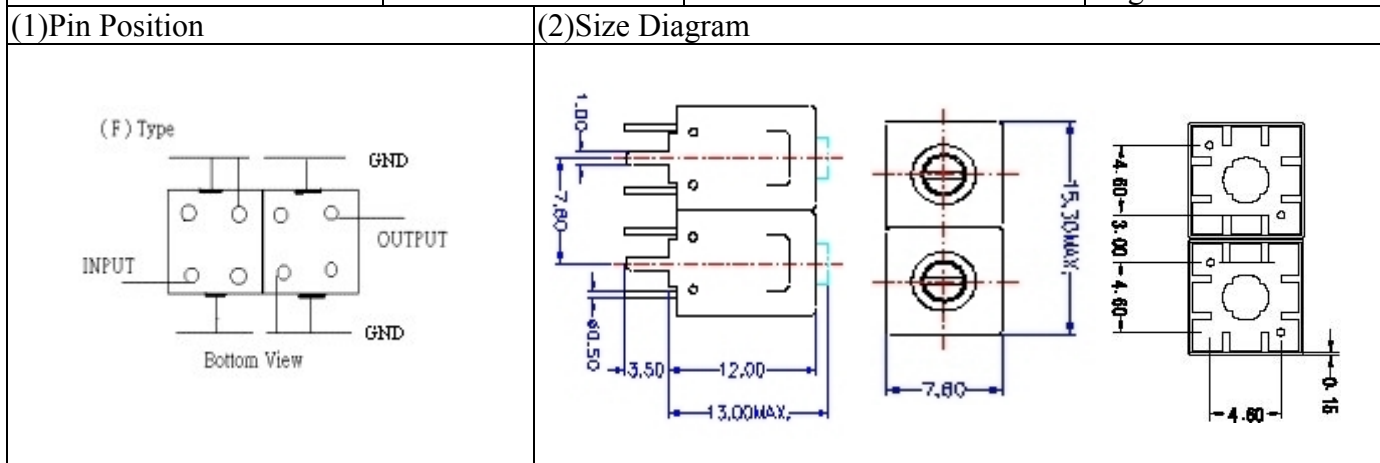 (1)Pin Position
(2)Size Diagram
(F) Type
GND
OUTPUT
INPUT
GND
Bottom View
1.00
7.80
ø0.50
3.50
12.00
13.00MAX,
15.30MAX,
7.80
4.60
3.00
4.60
0.15
4.60